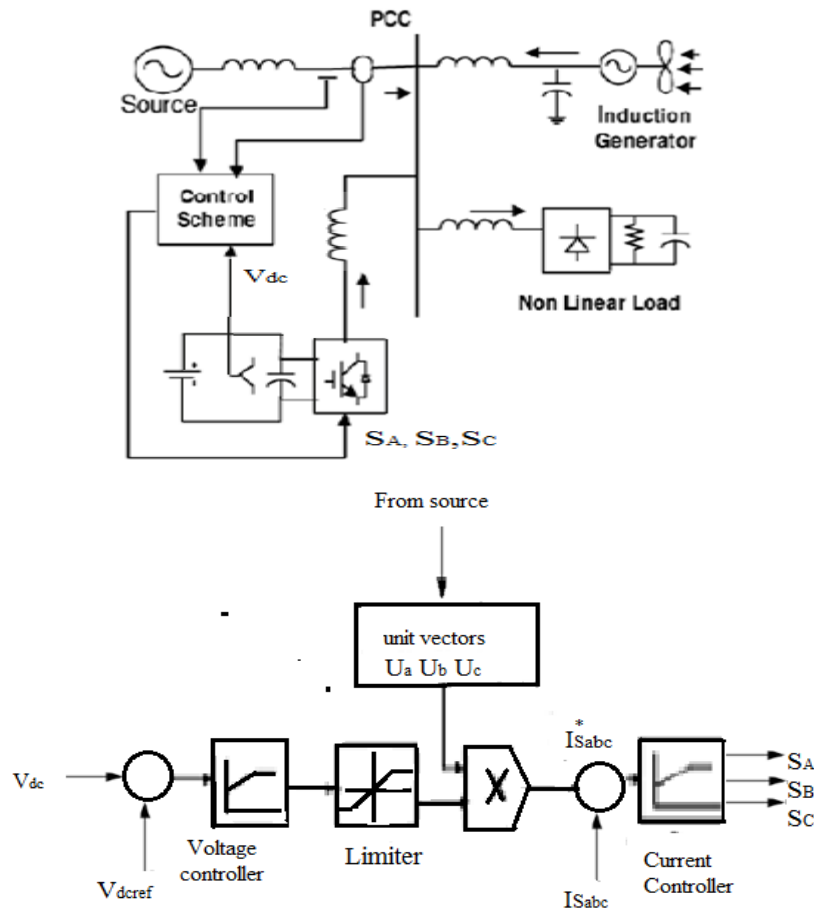 PCC
Source
Induction
Generator
Control
Scheme
Vdc
Non Linear Load
SA, SB,SC
From source
unit vectors
Ua Ub Uc
I*Sabc
SA
SB
SC
Vdc
Voltage
controller
Limiter
Current
Controller
Vdcref
ISabc